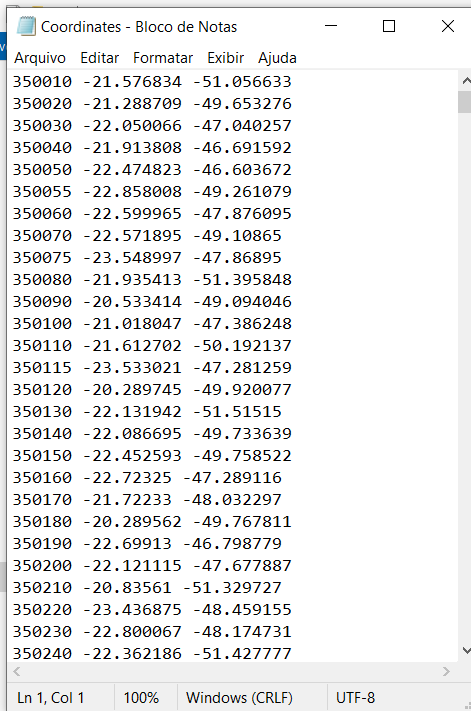 Coordinates - Bloco de Notas
Arquivo Editar Formatar Exibir Ajuda
350010 -21.576834 -51.056633
350020 -21.288709 -49.653276
350030 -22.050066 -47.040257
350040 -21.913808 -46.691592
350050 -22.474823 -46.603672
350055 -22.858008 -49.261079
350060 -22.599965 -47.876095
350070 -22.571895 -49.10865
350075 -23.548997 -47.86895
350080 -21.935413 -51.395848
350090 -20.533414 -49.094046
350100 -21.018047 -47.386248
350110 -21.612702 -50.192137
350115 -23.533021 -47.281259
350120 -20.289745 -49.920077
350130 -22.131942 -51.51515
350140 -22.086695 -49.733639
350150 -22.452593 -49.758522
350160 -22.72325 -47.289116
350170 -21.72233 -48.032297
350180 -20.289562 -49.767811
350190 -22.69913 -46.798779
350200 -22.121115 -47.677887
350210 -20.83561 -51.329727
350220 -23.436875 -48.459155
350230 -22.800067 -48.174731
350240 -22.362186 -51.427777
Ln 1, Col 1 100% Windows (CRLF) UTF-8